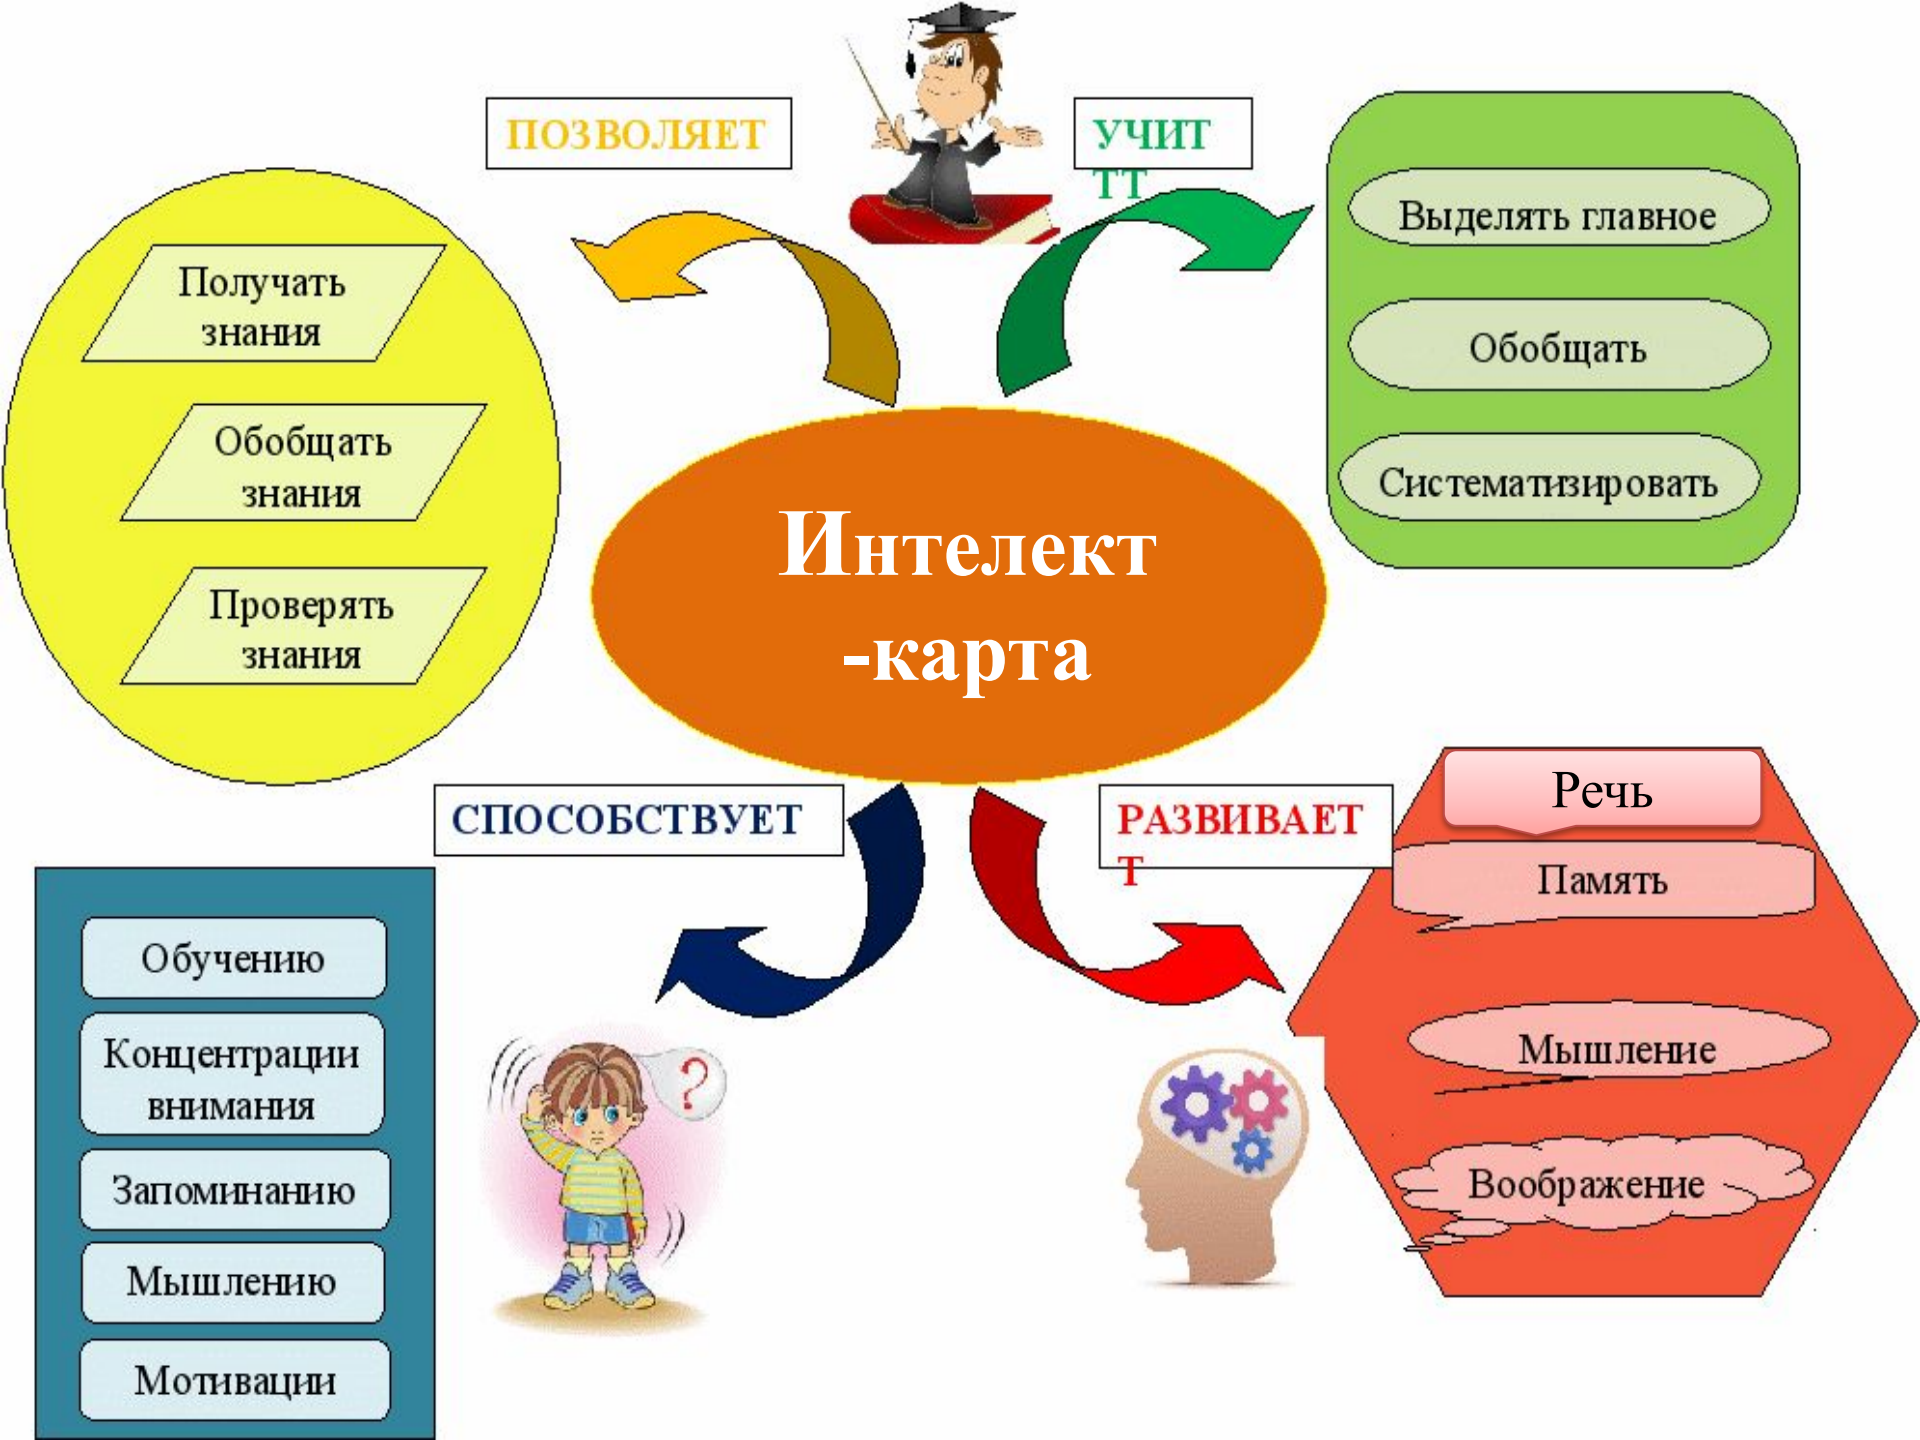 ПОЗВОЛЯЕТ
УЧИТ
ТТ
Получать
знания
Обобщать
знания
Проверять
знания
Выделять главное
Обобщать
Систематизировать
Интелект
-карта
СПОСОБСТВУЕТ
РАЗВИВАЕТ
Т
Обучению
Концентрации
внимания
Запоминанию
Мышлению
Мотивации
?
Речь
Память
Мышление
Воображение